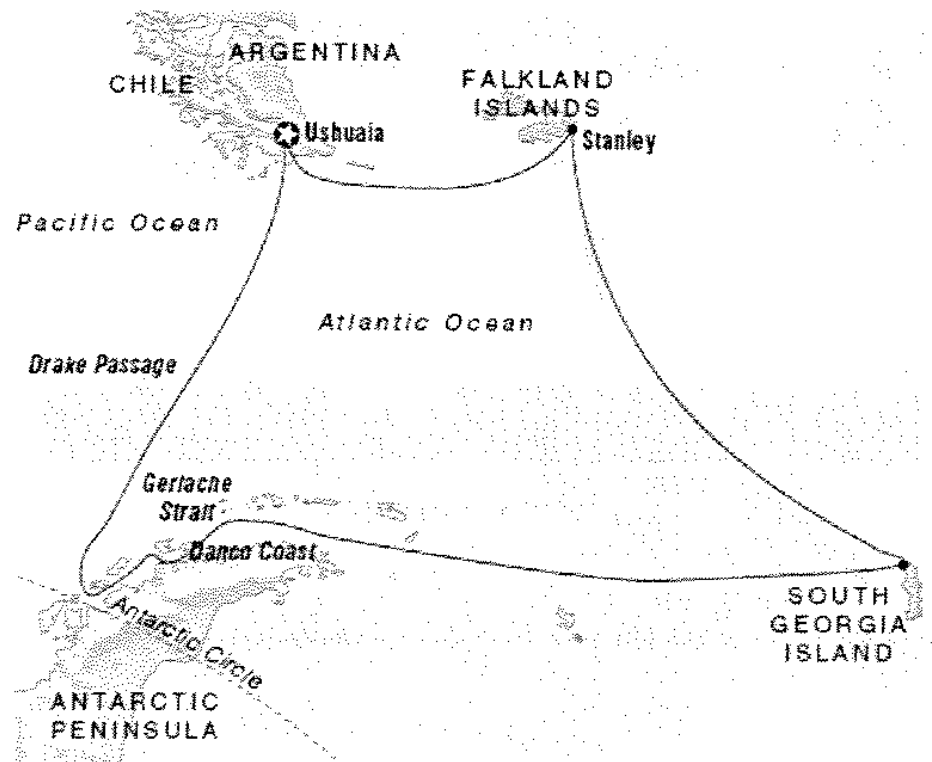 ARGENTINA
CHILE
FALKLAND
ISLANDS
Ushuaia
Stanley
Pacific Ocean
Atlantic Ocean
Drake Passage
Gerlache
Strait
Danco Coast
Antarctic Circle
SOUTH
GEORGIA
ISLAND
ANTARCTIC
PENINSULA